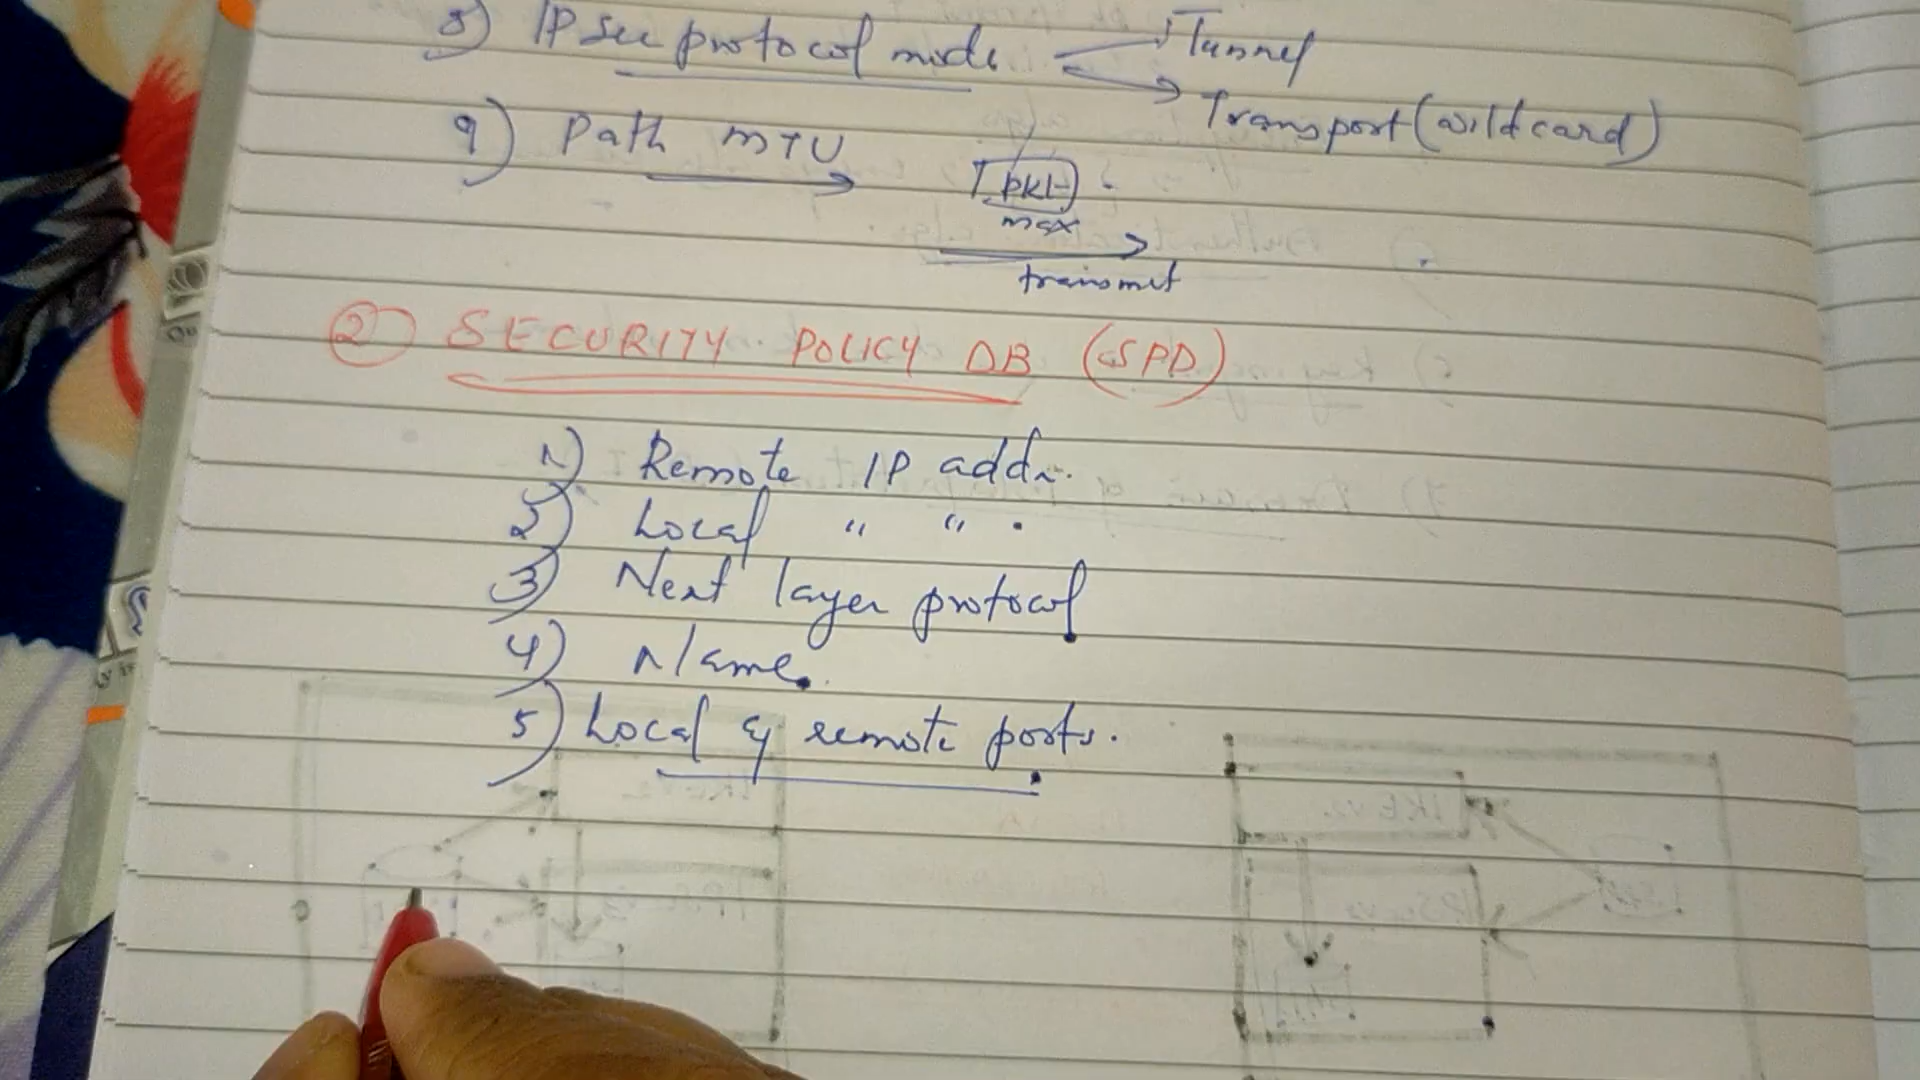 8) IPSec protocol mode
Tunnel
Transport (wildcard)
9) Path MTU
PKT
max
transmit
② SECURITY POLICY DB (SPD)
1) Remote IP addr.
2) Local " " .
3) Next layer protocol
4) Name.
5) Local & remote ports.